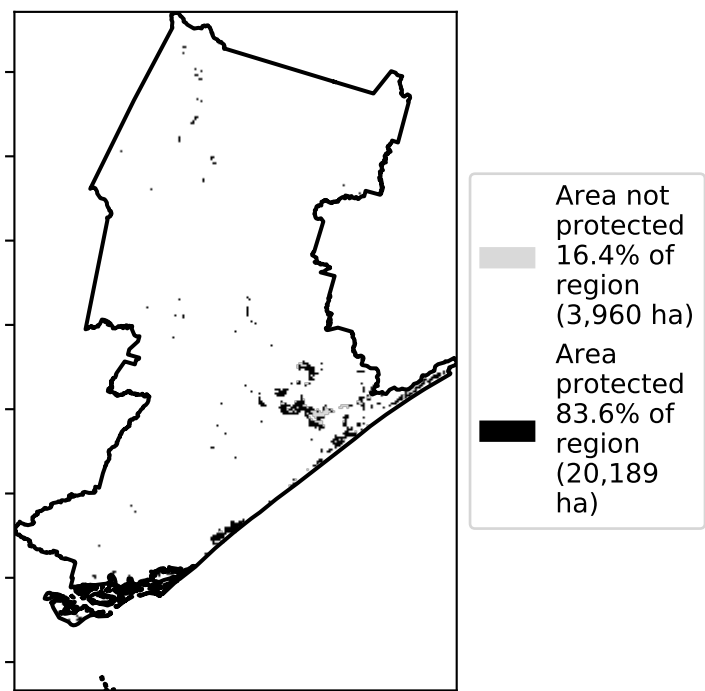 Area not
protected
16.4% of
region
(3,960 ha)
Area
protected
83.6% of
region
(20,189
ha)